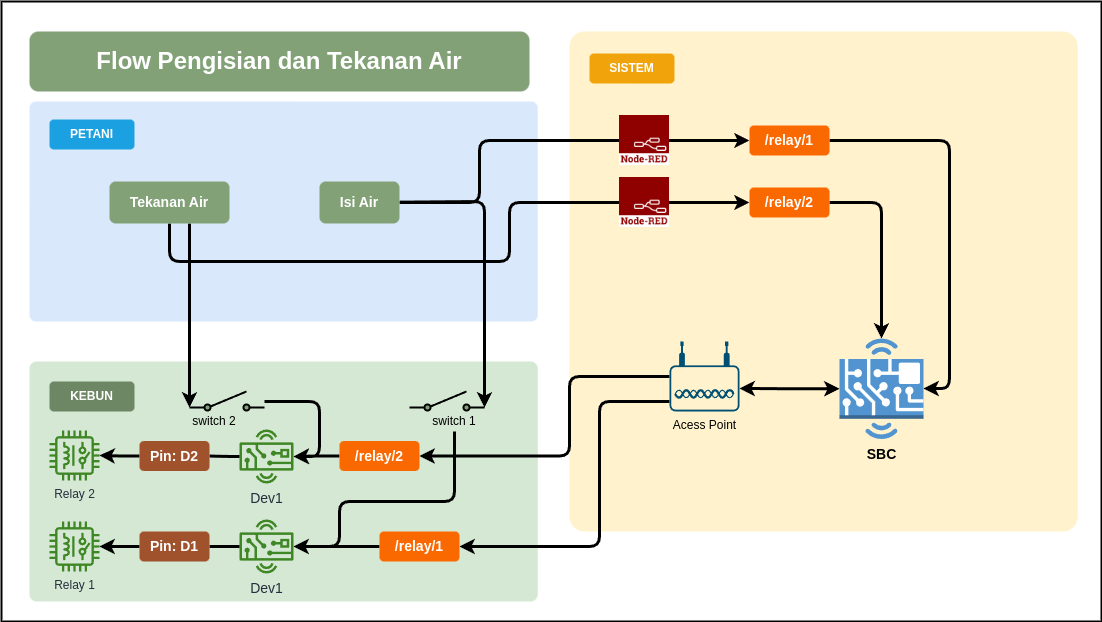 Flow Pengisian dan Tekanan Air
SISTEM
PETANI
Node-RED
/relay/1
Tekanan Air
Isi Air
Node-RED
/relay/2
KEBUN
switch 2
switch 1
Acess Point
SBC
Pin: D2
/relay/2
Relay 2
Dev1
Pin: D1
/relay/1
Relay 1
Dev1